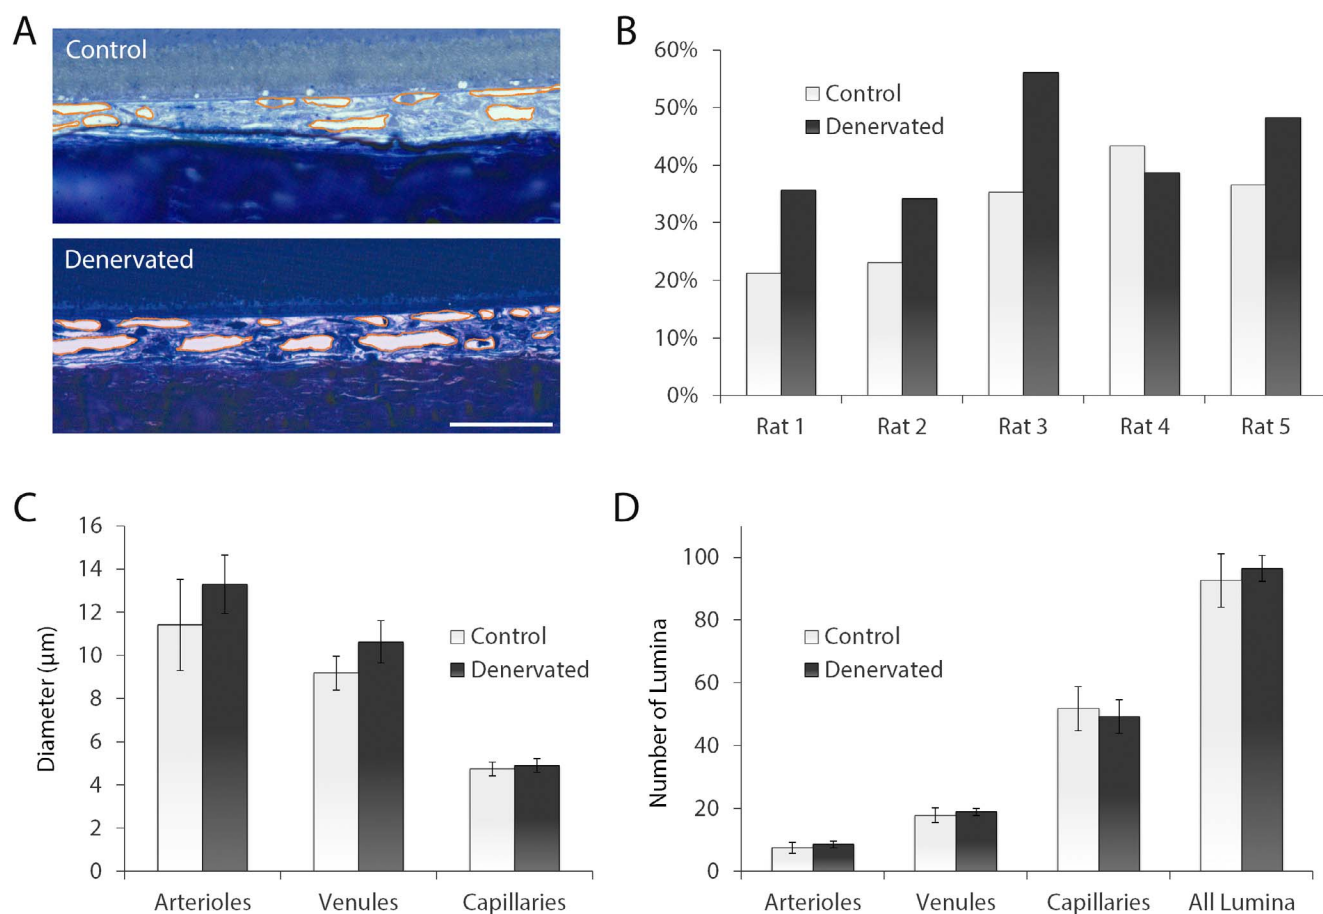 A
Control
Denervated
B
60%
50%
40%
30%
20%
10%
0%
Control
Denervated
Rat 1 Rat 2 Rat 3 Rat 4 Rat 5
C
16
14
12
10
8
6
4
2
0
Diameter (µm)
Control
Denervated
Arterioles Venules Capillaries
D
100
80
60
40
20
0
Number of Lumina
Control
Denervated
Arterioles Venules Capillaries All Lumina